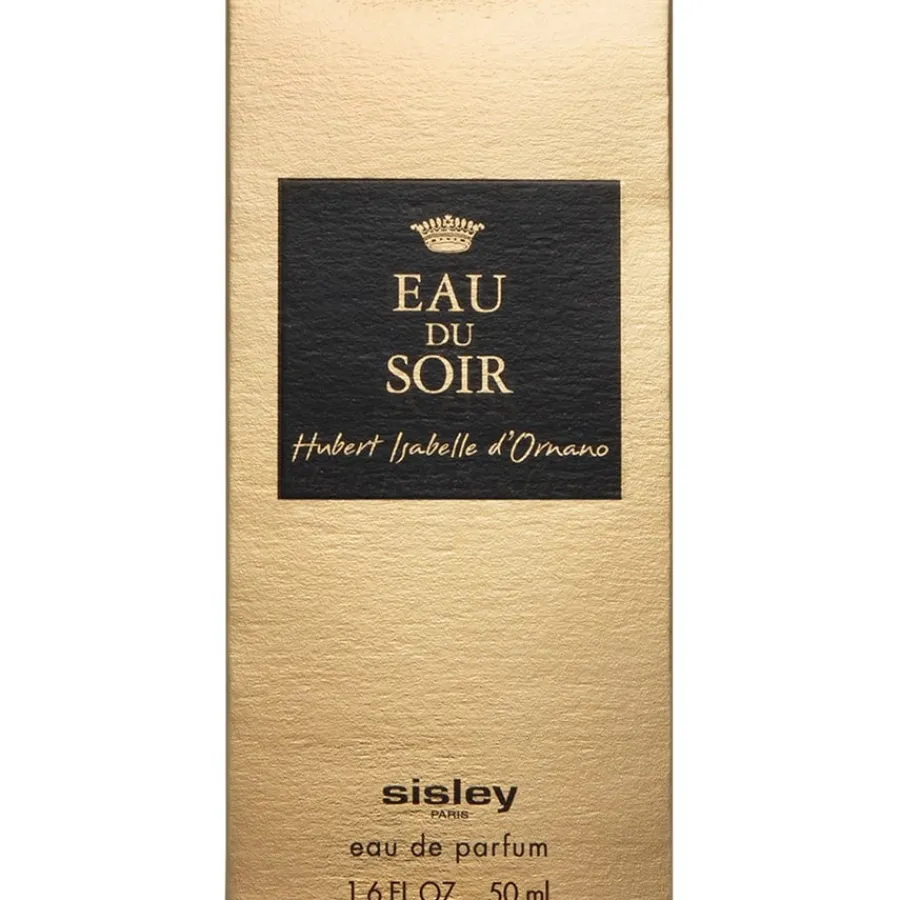 EAU
DU
SOIR
Hubert Isabelle d'Ornano
sisley
PARIS
eau de parfum
1.6 FL.OZ. 50 ml